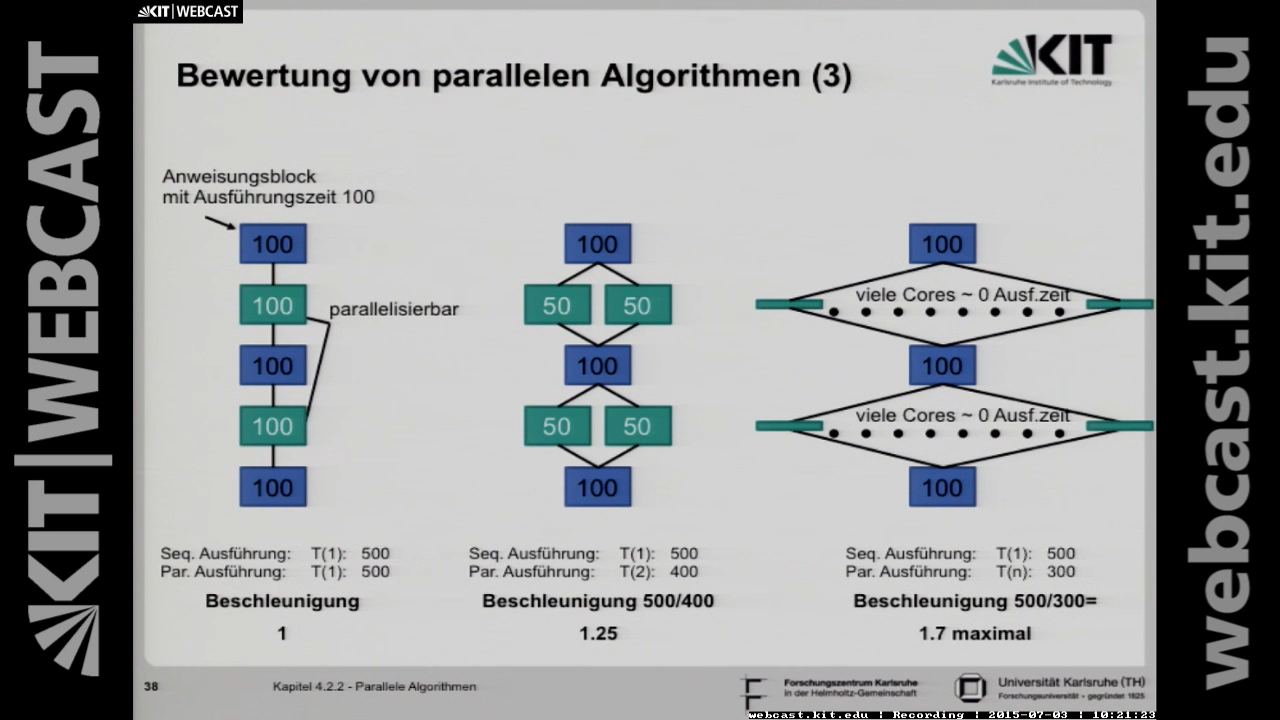 KIT|WEBCAST
KIT|WEBCAST
webcast.kit.edu
KIT
Karlsruhe Institute of Technology
Bewertung von parallelen Algorithmen (3)
Anweisungsblock
mit Ausführungszeit 100
100
100
parallelisierbar
100
100
100
100
50 50
100
50 50
100
100
viele Cores ~ 0 Ausf.zeit
100
viele Cores ~ 0 Ausf.zeit
100
Seq. Ausführung: T(1): 500
Par. Ausführung: T(1): 500
Beschleunigung
1
Seq. Ausführung: T(1): 500
Par. Ausführung: T(2): 400
Beschleunigung 500/400
1.25
Seq. Ausführung: T(1): 500
Par. Ausführung: T(n): 300
Beschleunigung 500/300=
1.7 maximal
38
Kapitel 4.2.2 - Parallele Algorithmen
Forschungszentrum Karlsruhe
in der Helmholtz-Gemeinschaft
Universität Karlsruhe (TH)
Forschungsuniversität - gegründet 1825
webcast.kit.edu | Recording | 2015-07-03 | 10:21:23